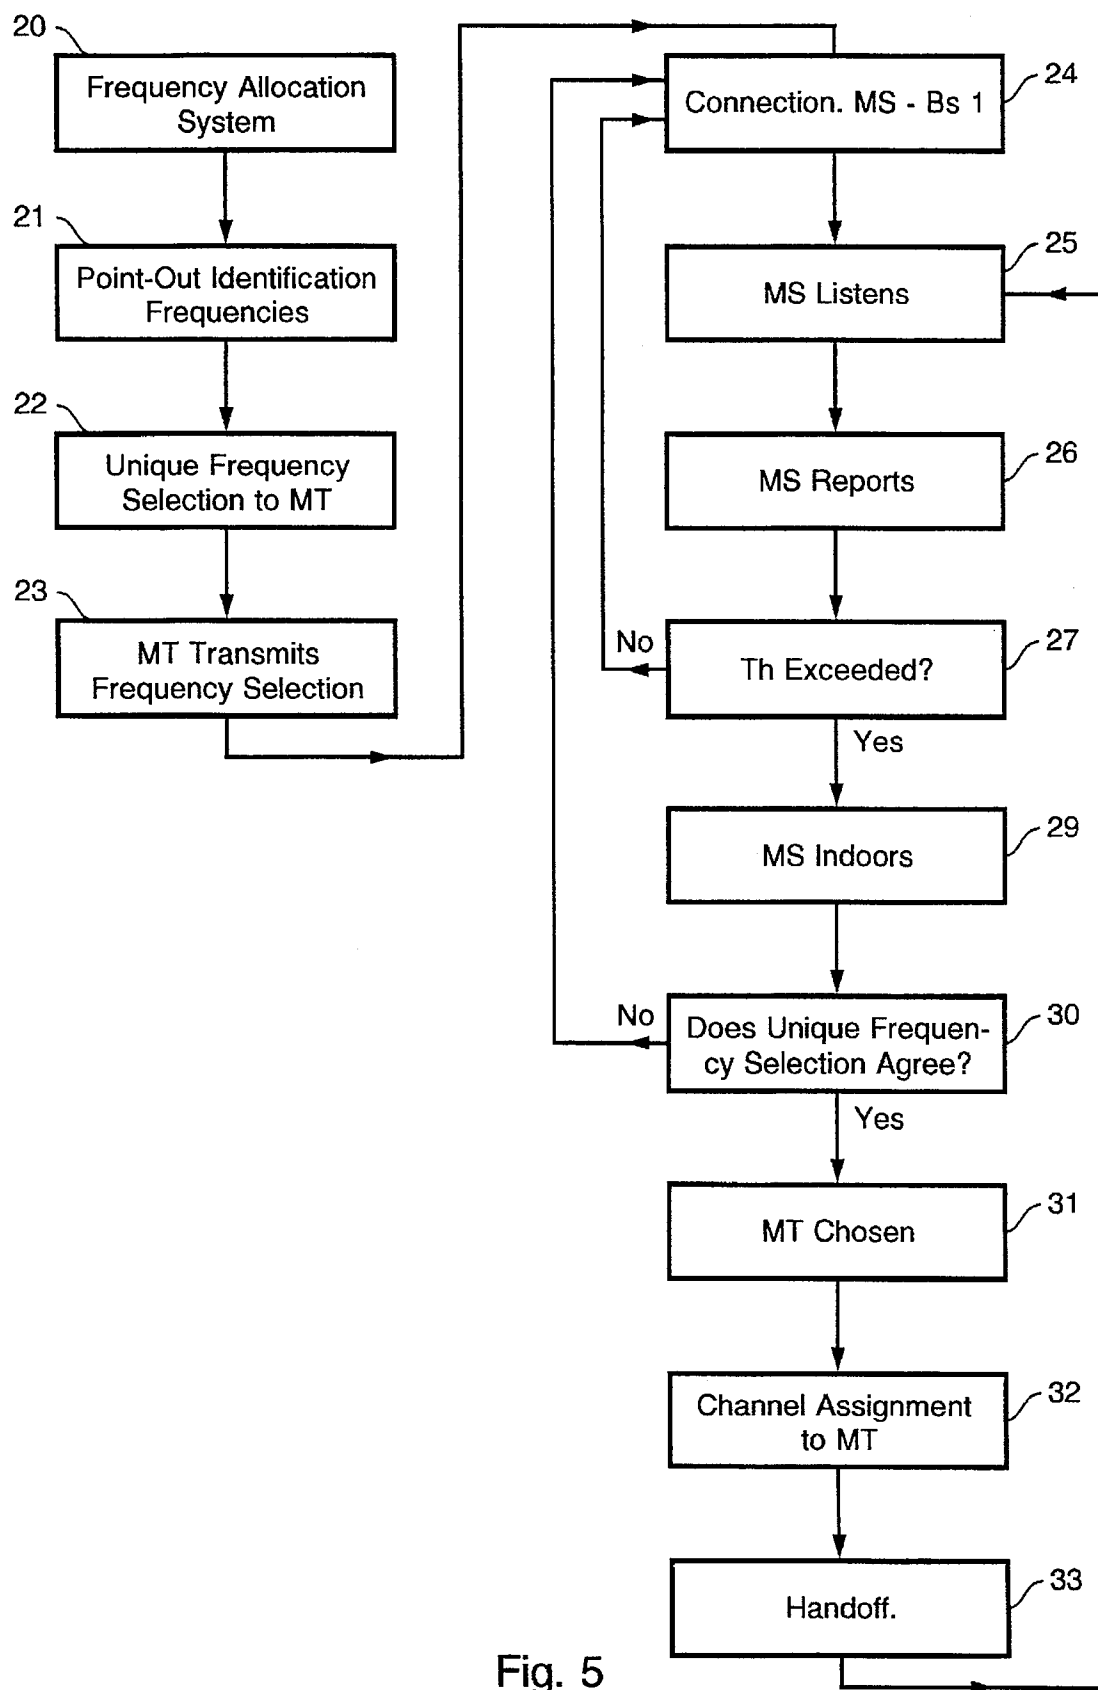 20
Frequency Allocation
System
21
Point-Out Identification
Frequencies
22
Unique Frequency
Selection to MT
23
MT Transmits
Frequency Selection
24
Connection. MS - Bs 1
25
MS Listens
26
MS Reports
27
No
Th Exceeded?
Yes
29
MS Indoors
30
No
Does Unique Frequen-
cy Selection Agree?
Yes
31
MT Chosen
32
Channel Assignment
to MT
33
Handoff.
Fig. 5